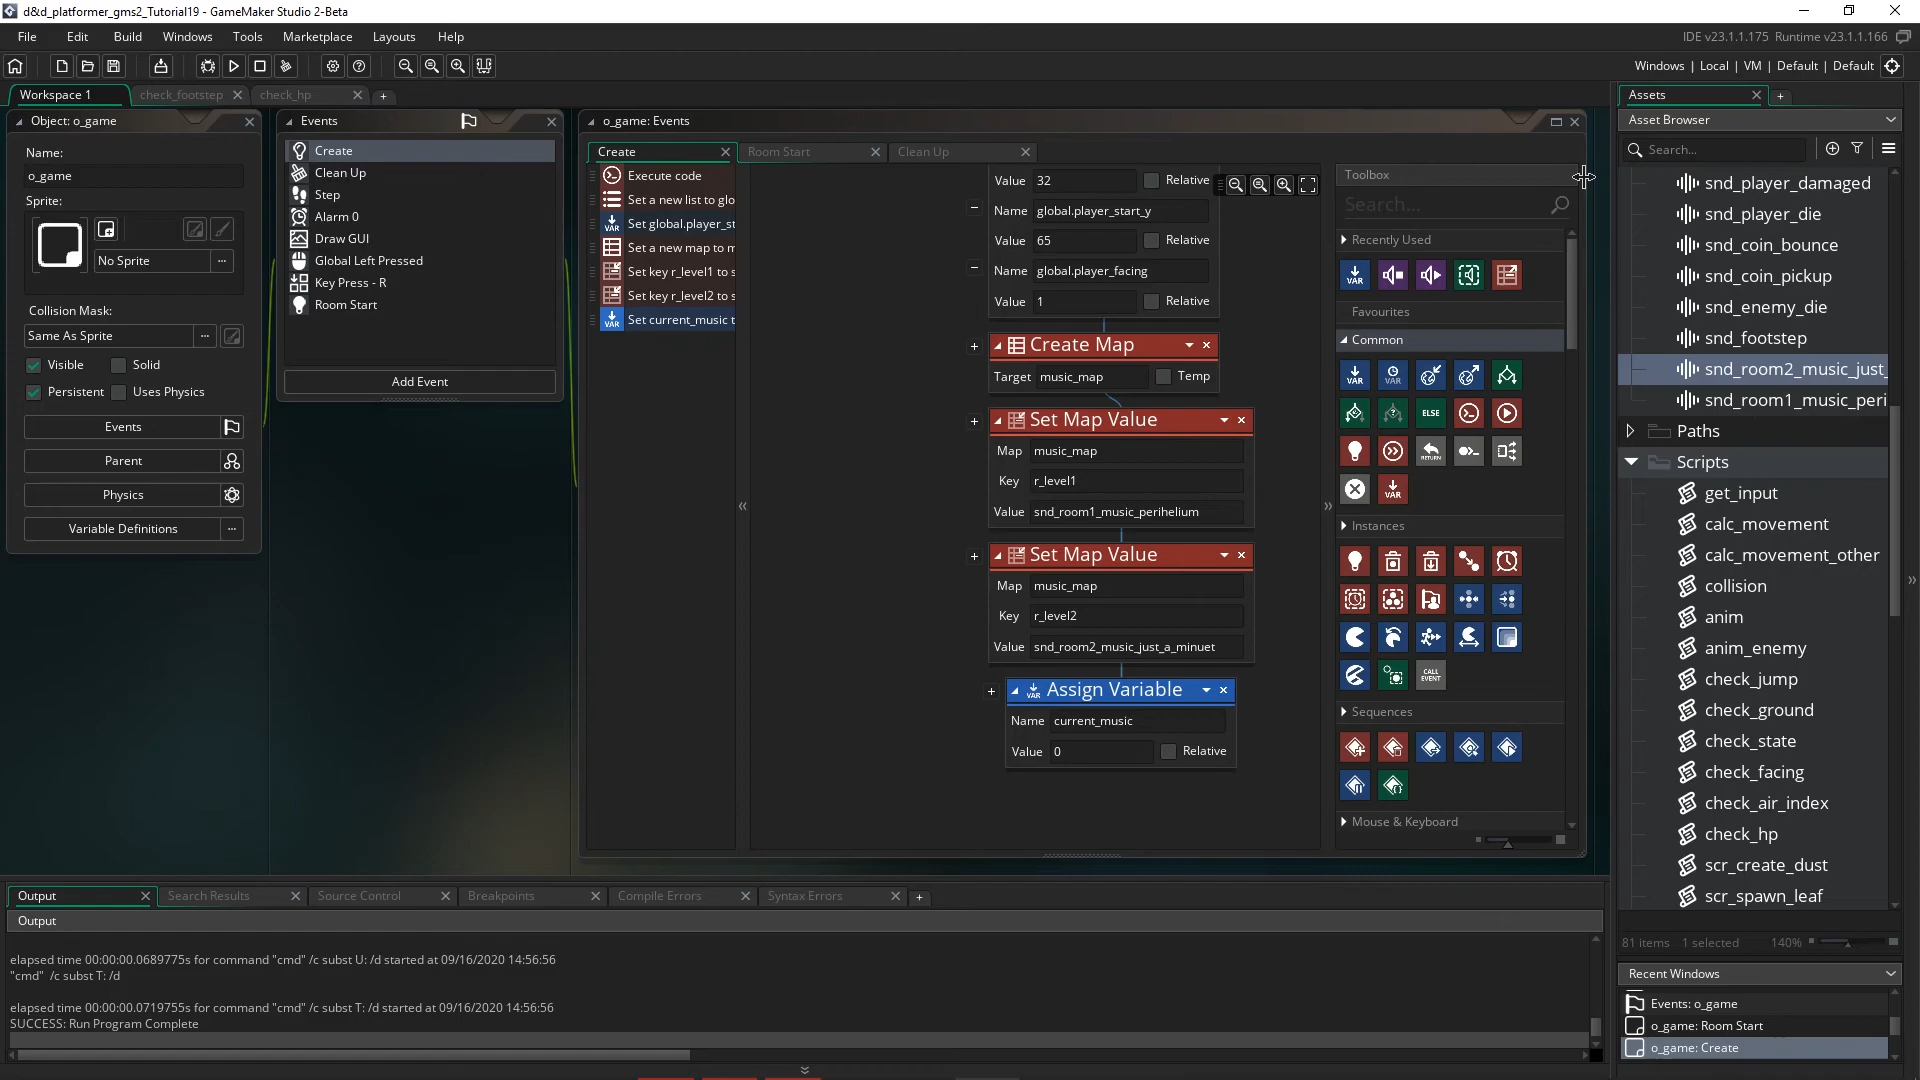 d&d_platformer_gms2_Tutorial19 - GameMaker Studio 2-Beta
File Edit Build Windows Tools Marketplace Layouts Help
IDE v23.1.1.175 Runtime v23.1.1.166
Windows | Local | VM | Default | Default
Workspace 1
check_footstep
check_hp
Object: o_game
Name:
o_game
Sprite:
No Sprite
Collision Mask:
Same As Sprite
Visible
Solid
Persistent
Uses Physics
Events
Parent
Physics
Variable Definitions
Events
Create
Clean Up
Step
Alarm 0
Draw GUI
Global Left Pressed
Key Press - R
Room Start
Add Event
o_game: Events
Create
Room Start
Clean Up
Execute code
Set a new list to glo
VAR
Set global.player_st
Set a new map to m
Set key r_level1 to s
Set key r_level2 to s
VAR
Set current_music t
Value 32 Relative
Name global.player_start_y
Value 65 Relative
Name global.player_facing
Value 1 Relative
Create Map
Target music_map Temp
Set Map Value
Map music_map
Key r_level1
Value snd_room1_music_perihelium
Set Map Value
Map music_map
Key r_level2
Value snd_room2_music_just_a_minuet
VAR
Assign Variable
Name current_music
Value 0 Relative
Toolbox
Search...
Recently Used
VAR
Favourites
Common
VAR
VAR
ELSE
RETURN
VAR
Instances
CALL
EVENT
Sequences
Mouse & Keyboard
Assets
Asset Browser
Search...
snd_player_damaged
snd_player_die
snd_coin_bounce
snd_coin_pickup
snd_enemy_die
snd_footstep
snd_room2_music_just_
snd_room1_music_peri
Paths
Scripts
get_input
calc_movement
calc_movement_other
collision
anim
anim_enemy
check_jump
check_ground
check_state
check_facing
check_air_index
check_hp
scr_create_dust
scr_spawn_leaf
81 items 1 selected 140%
Recent Windows
Events: o_game
o_game: Room Start
o_game: Create
Output
Search Results
Source Control
Breakpoints
Compile Errors
Syntax Errors
Output
elapsed time 00:00:00.0689775s for command "cmd" /c subst U: /d started at 09/16/2020 14:56:56
"cmd" /c subst T: /d
elapsed time 00:00:00.0719755s for command "cmd" /c subst T: /d started at 09/16/2020 14:56:56
SUCCESS: Run Program Complete